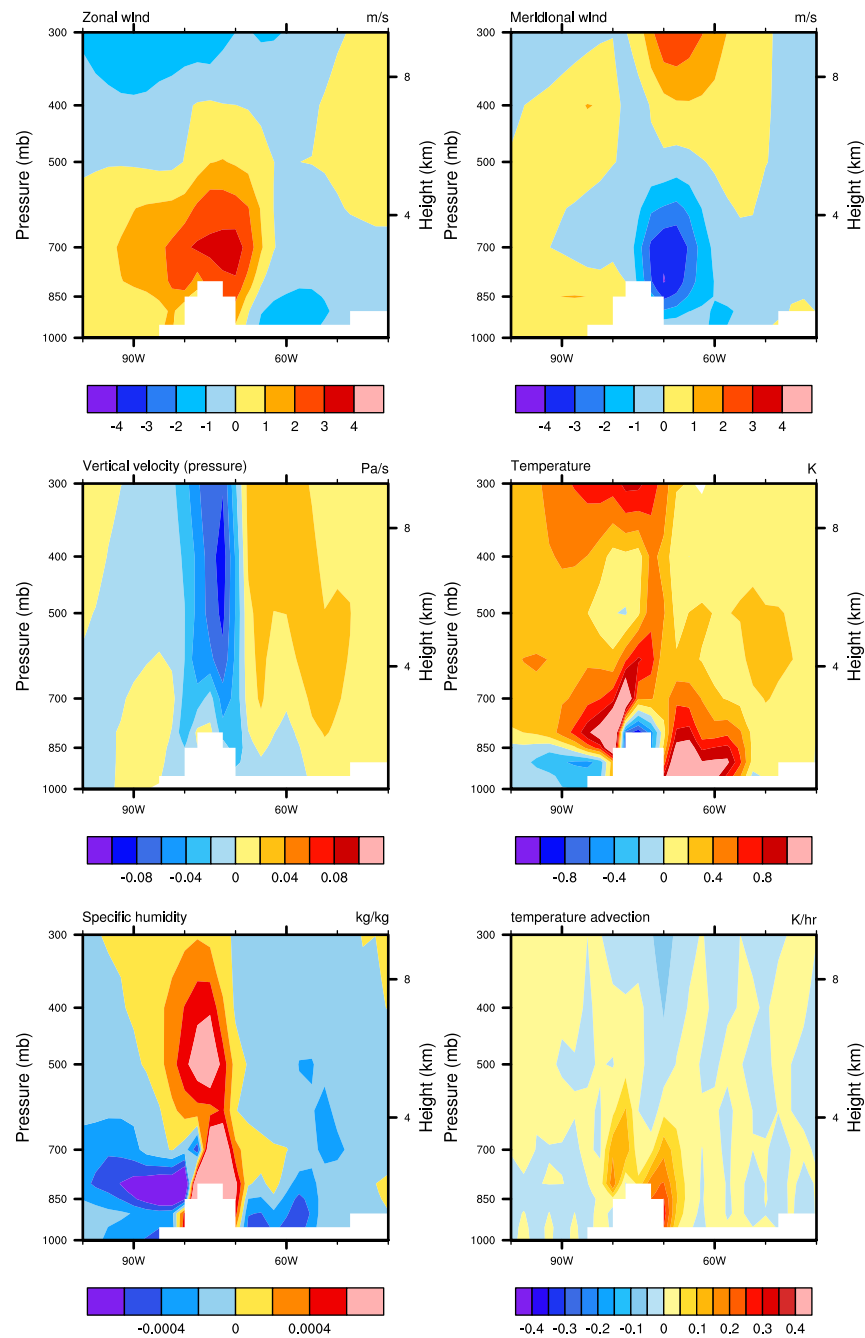 Zonal wind m/s
300
400
500
700
850
1000
Pressure (mb)
8
4
Height (km)
90W 60W
-4 -3 -2 -1 0 1 2 3 4
Meridional wind m/s
300
400
500
700
850
1000
Pressure (mb)
8
4
Height (km)
90W 60W
-4 -3 -2 -1 0 1 2 3 4
Vertical velocity (pressure) Pa/s
300
400
500
700
850
1000
Pressure (mb)
8
4
Height (km)
90W 60W
-0.08 -0.04 0 0.04 0.08
Temperature K
300
400
500
700
850
1000
Pressure (mb)
8
4
Height (km)
90W 60W
-0.8 -0.4 0 0.4 0.8
Specific humidity kg/kg
300
400
500
700
850
1000
Pressure (mb)
8
4
Height (km)
90W 60W
-0.0004 0 0.0004
temperature advection K/hr
300
400
500
700
850
1000
Pressure (mb)
8
4
Height (km)
90W 60W
-0.4 -0.3 -0.2 -0.1 0 0.1 0.2 0.3 0.4